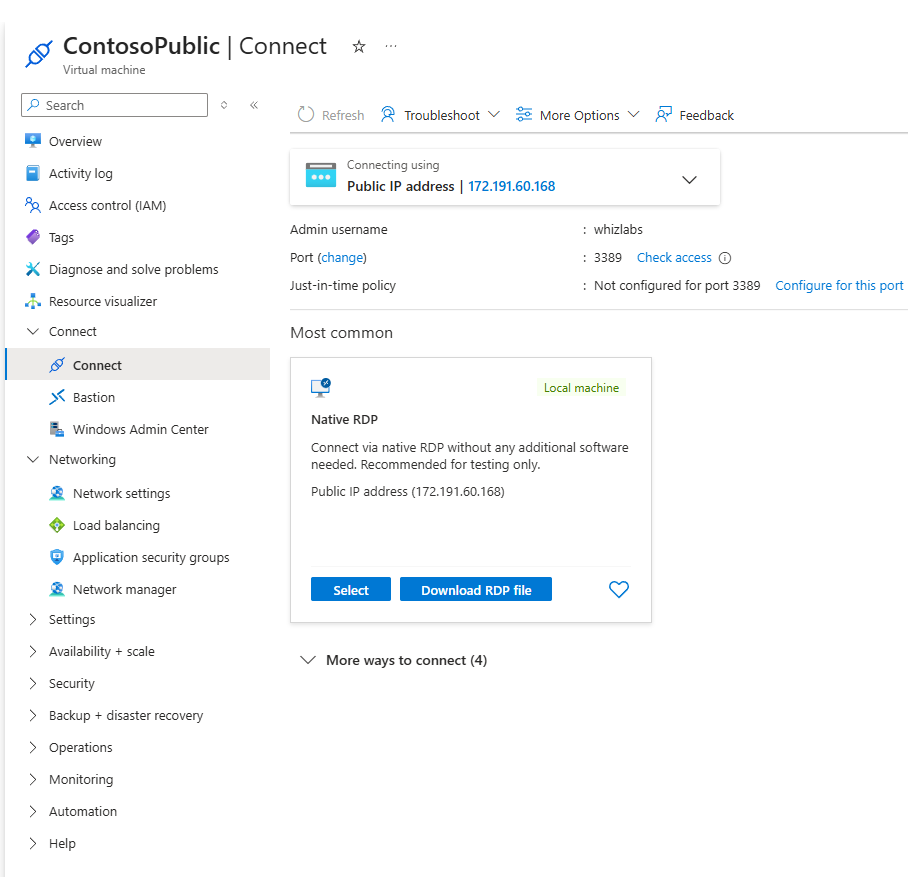 ContosoPublic | Connect
Virtual machine
Search
Overview
Activity log
Access control (IAM)
Tags
Diagnose and solve problems
Resource visualizer
Connect
Connect
Bastion
Windows Admin Center
Networking
Network settings
Load balancing
Application security groups
Network manager
Settings
Availability + scale
Security
Backup + disaster recovery
Operations
Monitoring
Automation
Help
Refresh Troubleshoot More Options Feedback
Connecting using
Public IP address | 172.191.60.168
Admin username : whizlabs
Port (change) : 3389 Check access
Just-in-time policy : Not configured for port 3389 Configure for this port
Most common
Local machine
Native RDP
Connect via native RDP without any additional software
needed. Recommended for testing only.
Public IP address (172.191.60.168)
Select Download RDP file
More ways to connect (4)